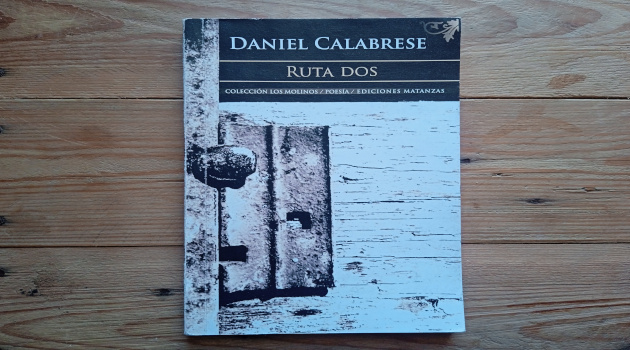 DANIEL CALABRESE
RUTA DOS
COLECCIÓN LOS MOLINOS / POESÍA / EDICIONES MATANZAS